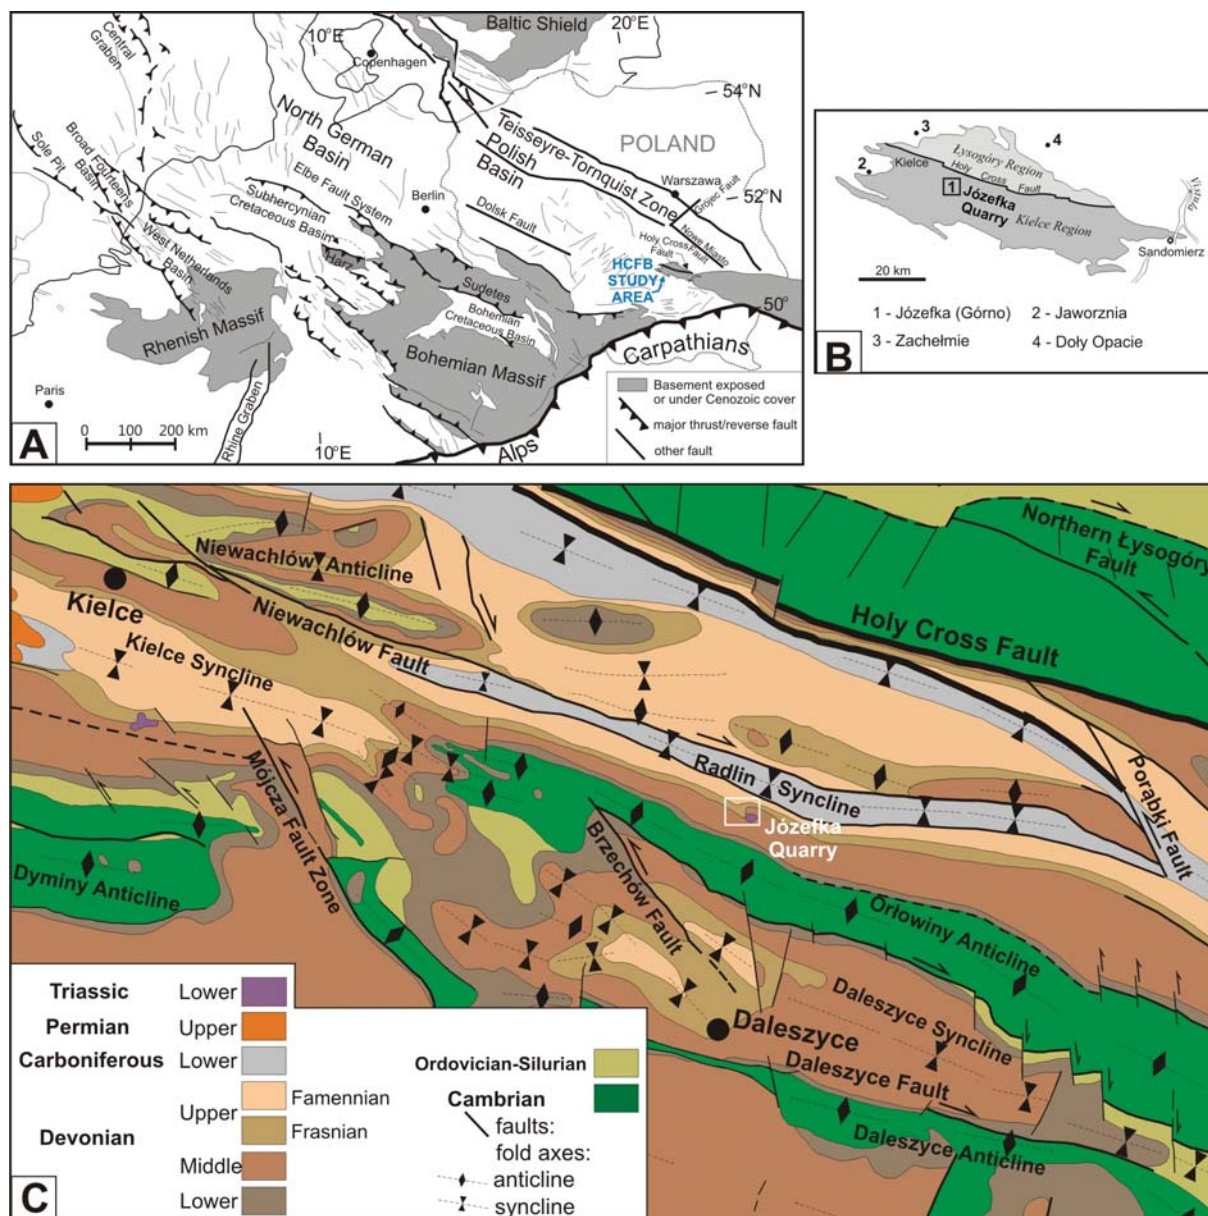 Baltic Shield
20°E
10°E
Copenhagen
Central
Graben
54°N
North German
Basin
Teisseyre-Tornquist Zone
POLAND
Polish
Basin
Sole Pit
Broad Fourteens
Basin
Elbe Fault System
Berlin
Warszawa
Grójec Fault
52°N
Subhercynian
Cretaceous Basin
Dolsk Fault
Nowe Miasto
Fault
Holy Cross
Fault
West Netherlands
Basin
Harz
HCFB
STUDY
AREA
Sudetes
50°
Bohemian
Cretaceous Basin
Rhenish Massif
Carpathians
Bohemian Massif
Paris
Rhine Graben
Basement exposed
or under Cenozoic cover
major thrust/reverse fault
other fault
0 100 200 km
10°E
Alps
A
3
4
Łysogóry Region
Kielce
2
Holy Cross Fault
1
Józefka
Quarry
Kielce Region
Vistula
Sandomierz
20 km
1 - Józefka (Górno) 2 - Jaworznia
3 - Zachełmie 4 - Doły Opacie
B
Northern Łysogóry
Fault
Niewachlów Anticline
Kielce
Niewachlów Fault
Holy Cross Fault
Kielce Syncline
Mójcza Fault Zone
Radlin Syncline
Porąbki Fault
Józefka
Quarry
Brzechów Fault
Dyminy Anticline
Orłowiny Anticline
Daleszyce Syncline
Daleszyce
Daleszyce Fault
Daleszyce Anticline
Triassic Lower
Permian Upper
Carboniferous Lower
Upper Famennian
Frasnian
Devonian
Middle
Lower
Ordovician-Silurian
Cambrian
faults:
fold axes:
anticline
syncline
C